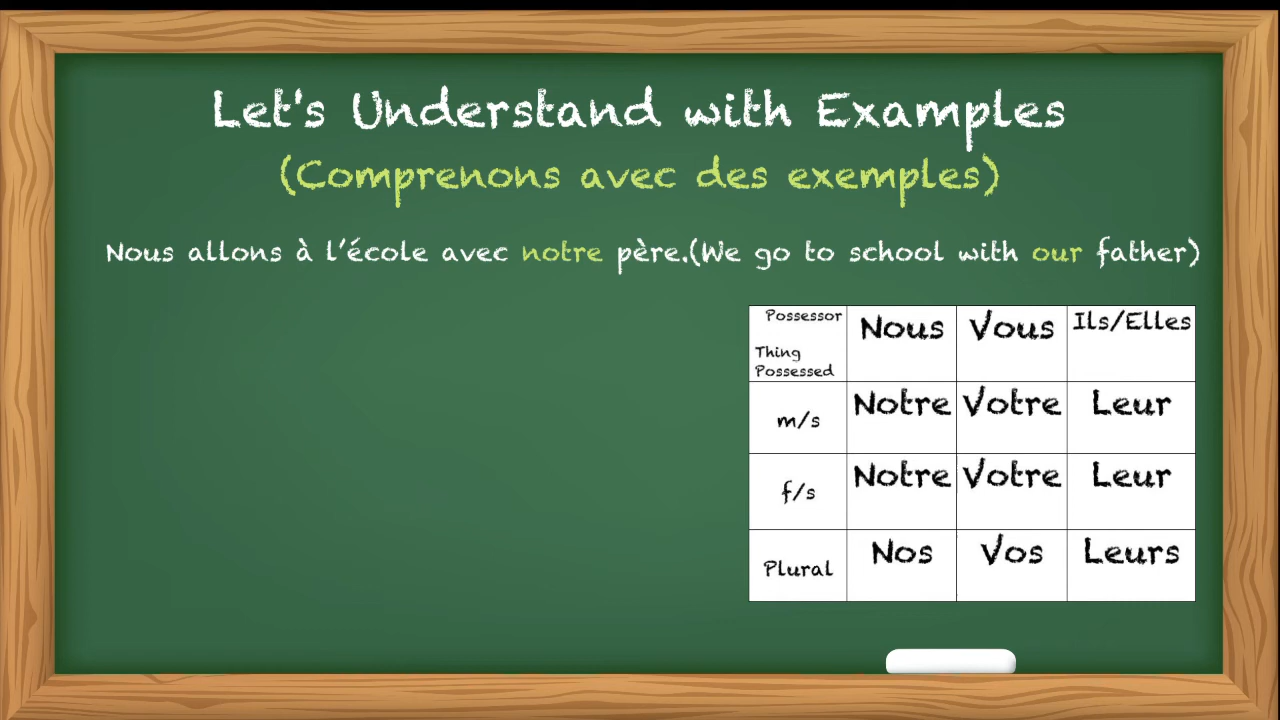 Let's Understand with Examples
(Comprenons avec des exemples)
Nous allons à l’école avec notre père.(We go to school with our father)
Possessor
Thing
Possessed
Nous Vous Ils/Elles
m/s Notre Votre Leur
f/s Notre Votre Leur
Plural Nos Vos Leurs